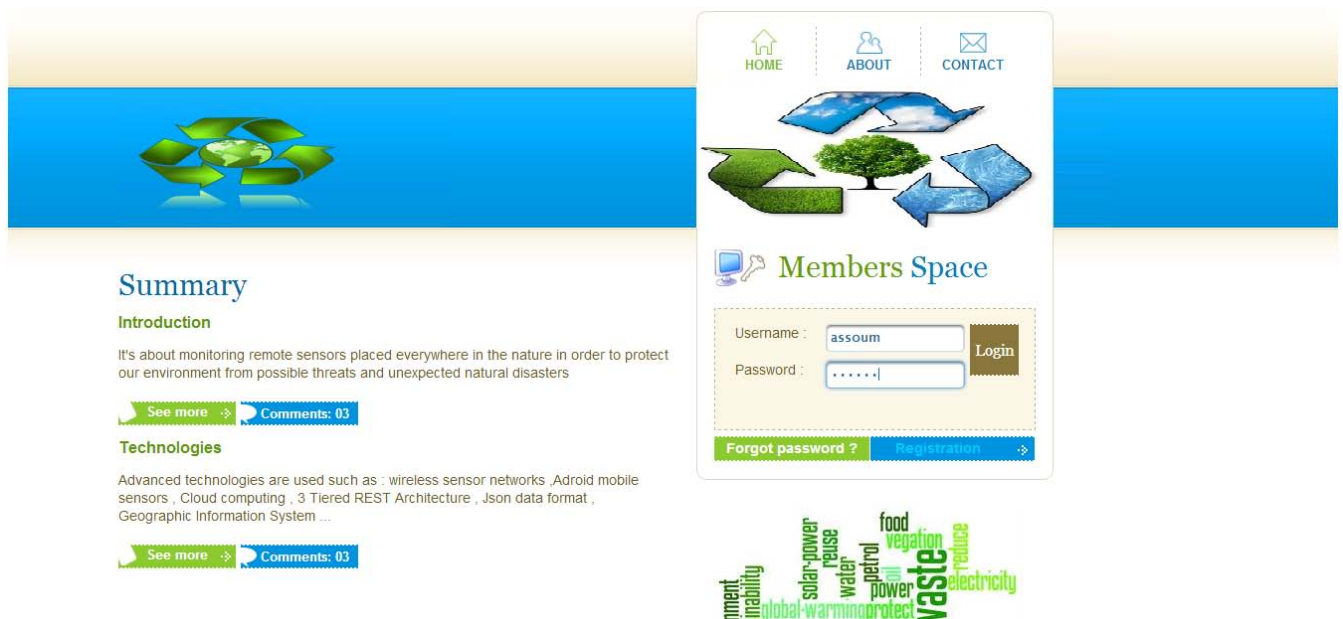 HOME
ABOUT
CONTACT
Members Space
Username :
assoum
Password :
Login
Forgot password ?
Registration
Summary
Introduction
It's about monitoring remote sensors placed everywhere in the nature in order to protect
our environment from possible threats and unexpected natural disasters
See more
Comments: 03
Technologies
Advanced technologies are used such as : wireless sensor networks ,Adroid mobile
sensors , Cloud computing , 3 Tiered REST Architecture , Json data format ,
Geographic Information System ...
See more
Comments: 03
solar-power
reuse
water
petrol
food
vegation
oil
power
waste
reduce
electricity
global-warming
protect